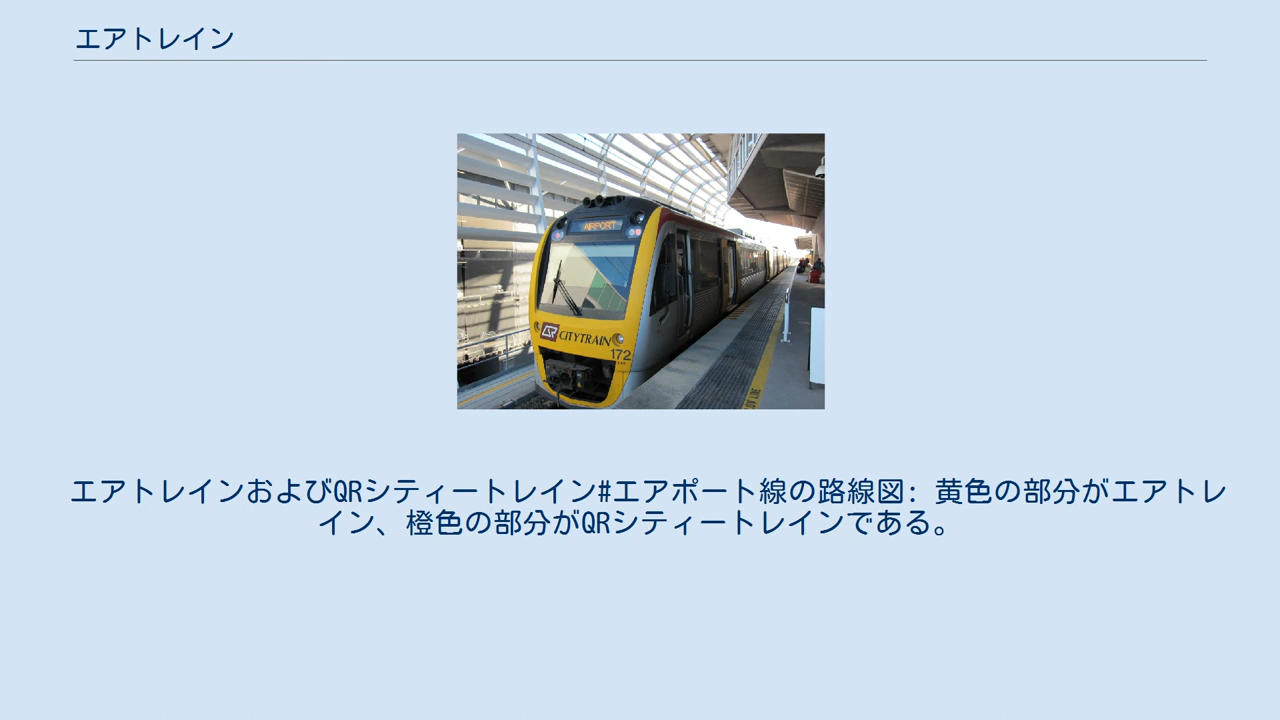 エアトレイン
AIRPORT
QR CITYTRAIN
172
エアトレインおよびQRシティートレイン#エアポート線の路線図: 黄色の部分がエアトレ
イン、橙色の部分がQRシティートレインである。